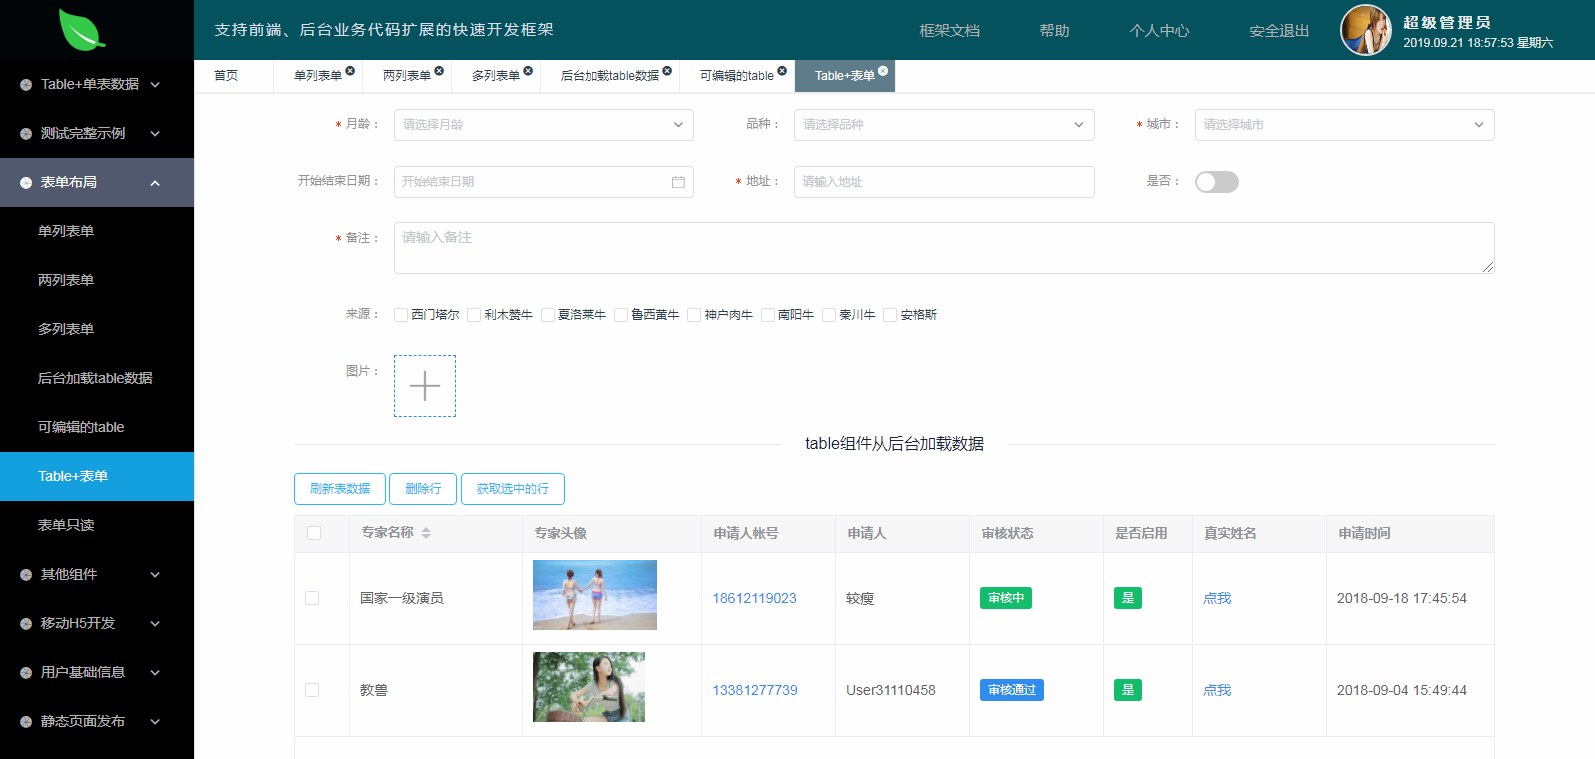 支持前端、后台业务代码扩展的快速开发框架
框架文档
帮助
个人中心
安全退出
超级管理员
2019.09.21 18:57:53 星期六
Table+单表数据
测试完整示例
表单布局
单列表单
两列表单
多列表单
后台加载table数据
可编辑的table
Table+表单
表单只读
其他组件
移动H5开发
用户基础信息
静态页面发布
首页
单列表单
两列表单
多列表单
后台加载table数据
可编辑的table
Table+表单
* 月龄： 请选择月龄
品种： 请选择品种
* 城市： 请选择城市
开始结束日期： 开始结束日期
* 地址： 请输入地址
是否：
* 备注： 请输入备注
来源： 西门塔尔 利木赞牛 夏洛莱牛 鲁西黄牛 神户肉牛 南阳牛 秦川牛 安格斯
图片：
table组件从后台加载数据
刷新表数据 删除行 获取选中的行
专家名称 专家头像 申请人帐号 申请人 审核状态 是否启用 真实姓名 申请时间
国家一级演员 18612119023 较瘦 审核中 是 点我 2018-09-18 17:45:54
教兽 13381277739 User31110458 审核通过 是 点我 2018-09-04 15:49:44